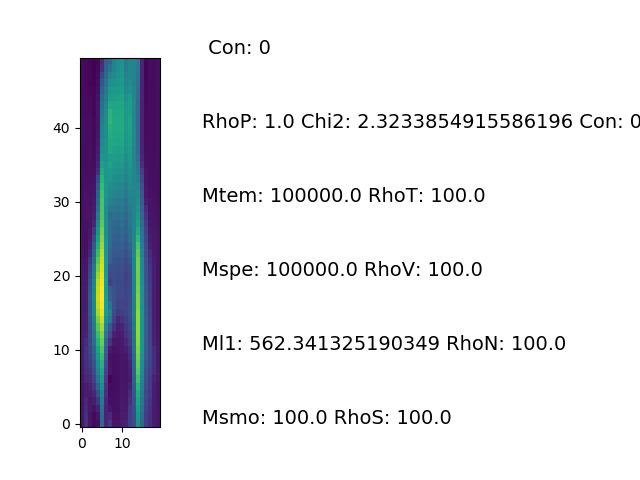 Con: 0
RhoP: 1.0 Chi2: 2.3233854915586196 Con: 0
Mtem: 100000.0 RhoT: 100.0
Mspe: 100000.0 RhoV: 100.0
Ml1: 562.341325190349 RhoN: 100.0
Msmo: 100.0 RhoS: 100.0
40
30
20
10
0
0 10